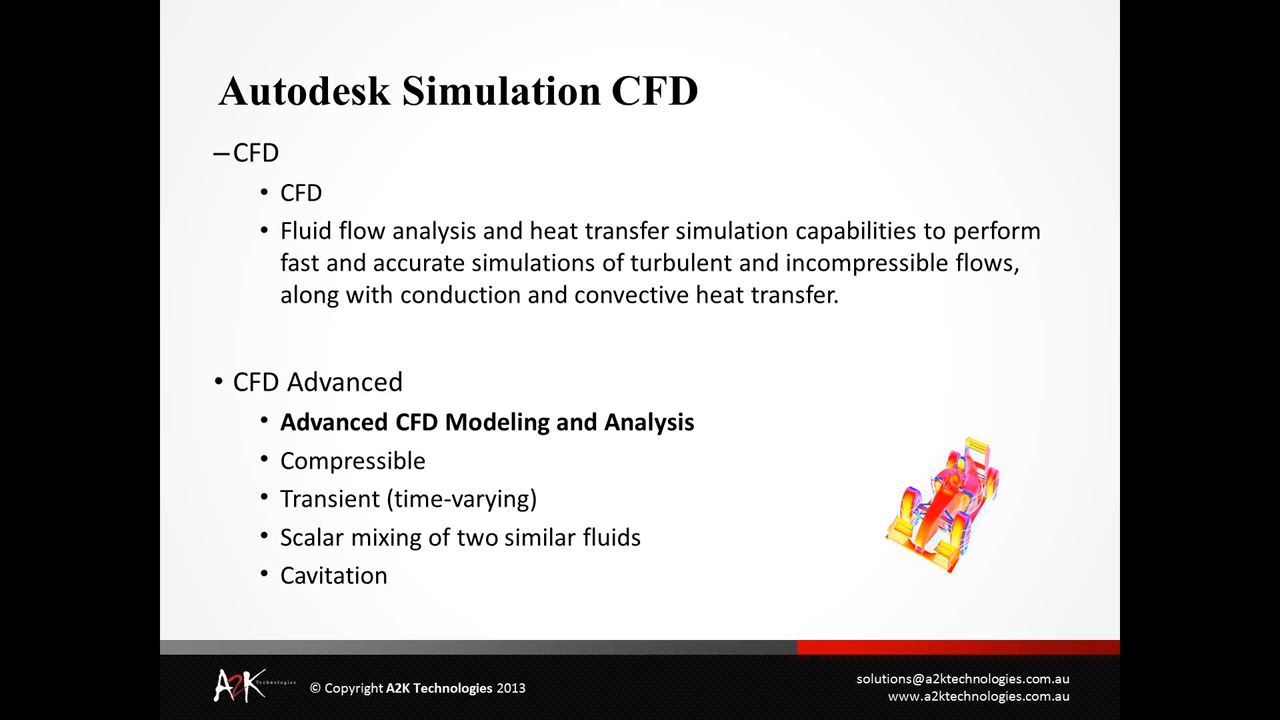 Autodesk Simulation CFD
–CFD
• CFD
• Fluid flow analysis and heat transfer simulation capabilities to perform
fast and accurate simulations of turbulent and incompressible flows,
along with conduction and convective heat transfer.
• CFD Advanced
• Advanced CFD Modeling and Analysis
• Compressible
• Transient (time-varying)
• Scalar mixing of two similar fluids
• Cavitation
A2K Technologies
© Copyright A2K Technologies 2013
solutions@a2ktechnologies.com.au
www.a2ktechnologies.com.au